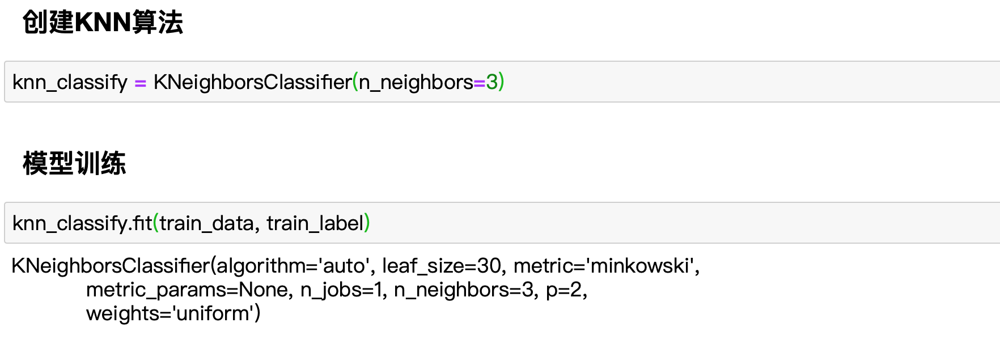 创建KNN算法
knn_classify = KNeighborsClassifier(n_neighbors=3)
模型训练
knn_classify.fit(train_data, train_label)
KNeighborsClassifier(algorithm='auto', leaf_size=30, metric='minkowski',
metric_params=None, n_jobs=1, n_neighbors=3, p=2,
weights='uniform')